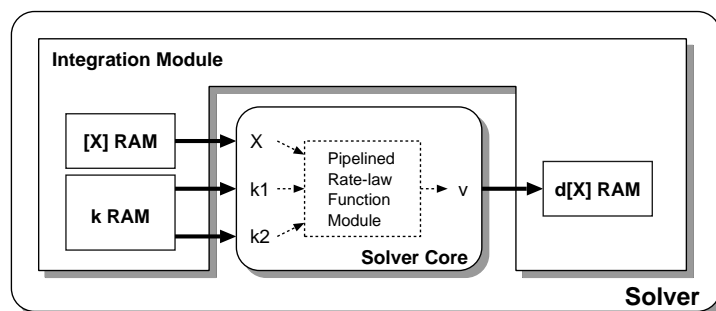 Integration Module
[X] RAM
k RAM
X
k1
k2
Pipelined
Rate-law
Function
Module
v
Solver Core
d[X] RAM
Solver